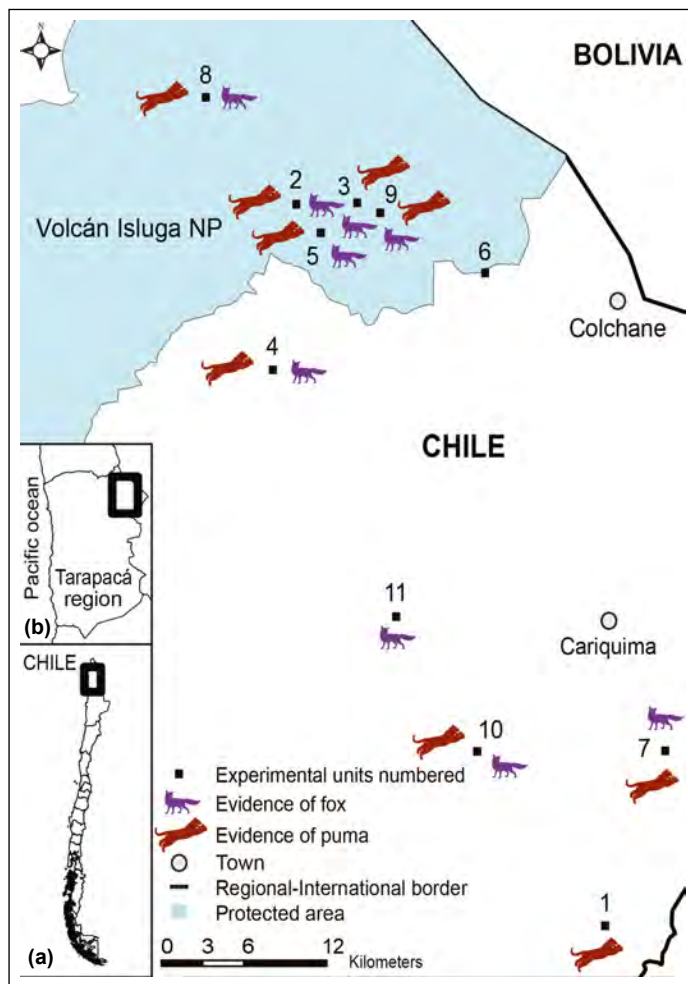 BOLIVIA
8
2
3
9
Volcán Isluga NP
5
6
Colchane
4
CHILE
Pacific ocean
Tarapacá
region
(b)
11
Cariquima
CHILE
10
7
Experimental units numbered
Evidence of fox
Evidence of puma
Town
Regional-International border
Protected area
1
(a)
0 3 6 12
Kilometers